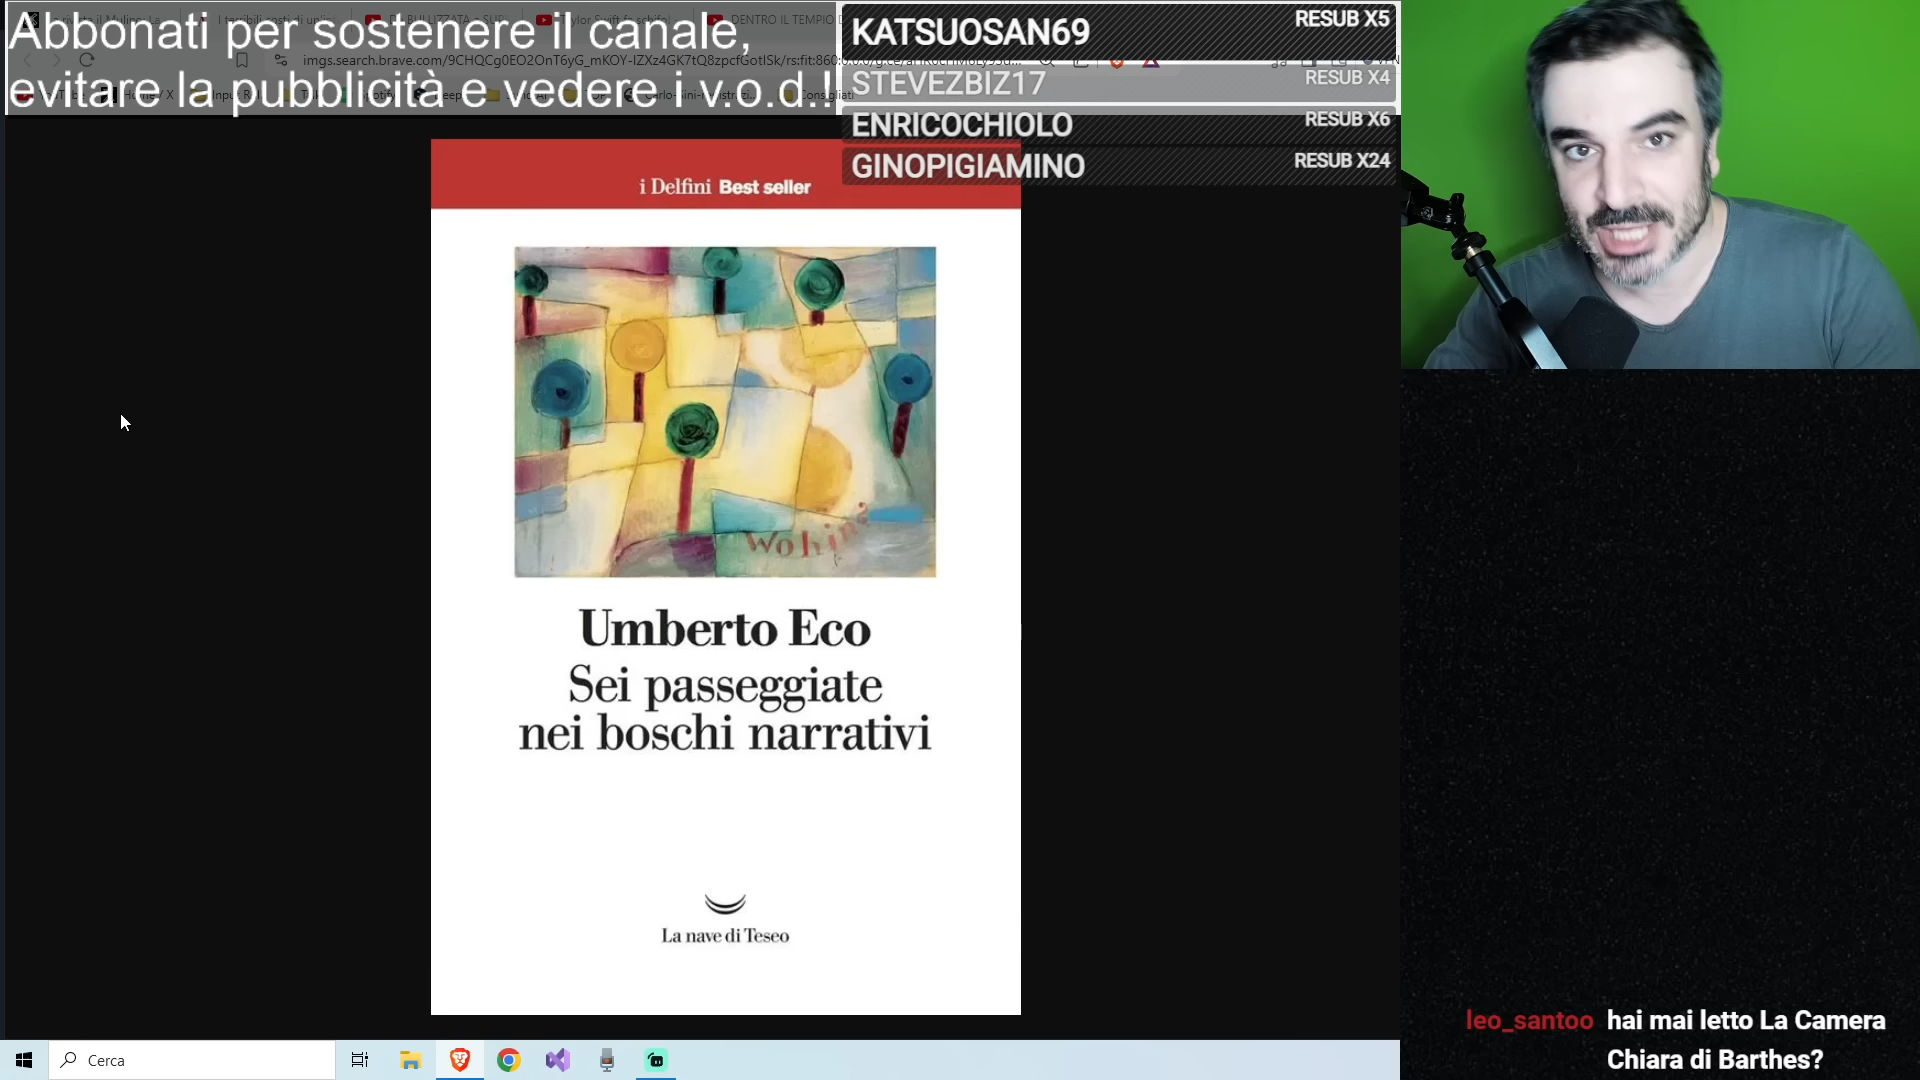 Abbonati per sostenere il canale,
evitare la pubblicità e vedere i v.o.d.!
KATSUOSAN69 RESUB X5
STEVEZBIZ17 RESUB X4
ENRICOCHIOLO RESUB X6
GINOPIGIAMINO RESUB X24
i Delfini Best seller
Wohin?
Umberto Eco
Sei passeggiate
nei boschi narrativi
La nave di Teseo
leo_santoo hai mai letto La Camera
Chiara di Barthes?
Cerca